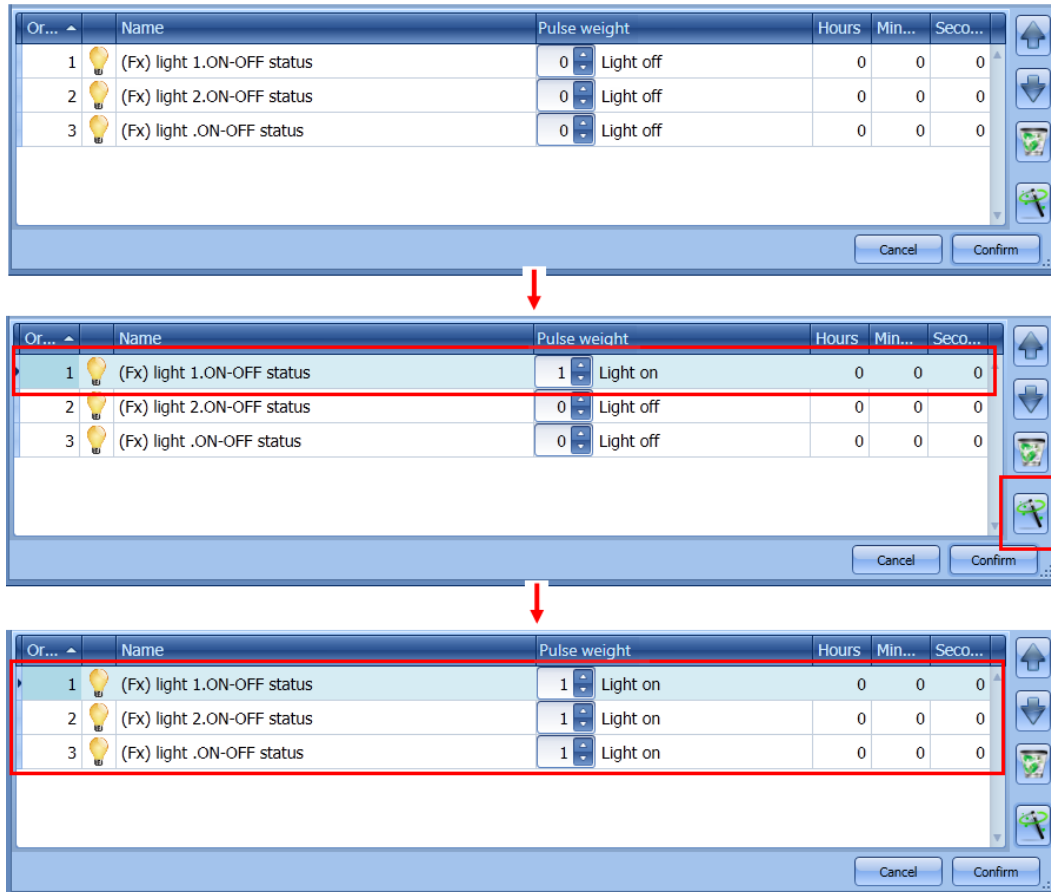 Or... Name Pulse weight Hours Min... Seco...
1 (Fx) light 1.ON-OFF status 0 Light off 0 0 0
2 (Fx) light 2.ON-OFF status 0 Light off 0 0 0
3 (Fx) light .ON-OFF status 0 Light off 0 0 0
Cancel Confirm
Or... Name Pulse weight Hours Min... Seco...
1 (Fx) light 1.ON-OFF status 1 Light on 0 0 0
2 (Fx) light 2.ON-OFF status 0 Light off 0 0 0
3 (Fx) light .ON-OFF status 0 Light off 0 0 0
Cancel Confirm
Or... Name Pulse weight Hours Min... Seco...
1 (Fx) light 1.ON-OFF status 1 Light on 0 0 0
2 (Fx) light 2.ON-OFF status 1 Light on 0 0 0
3 (Fx) light .ON-OFF status 1 Light on 0 0 0
Cancel Confirm